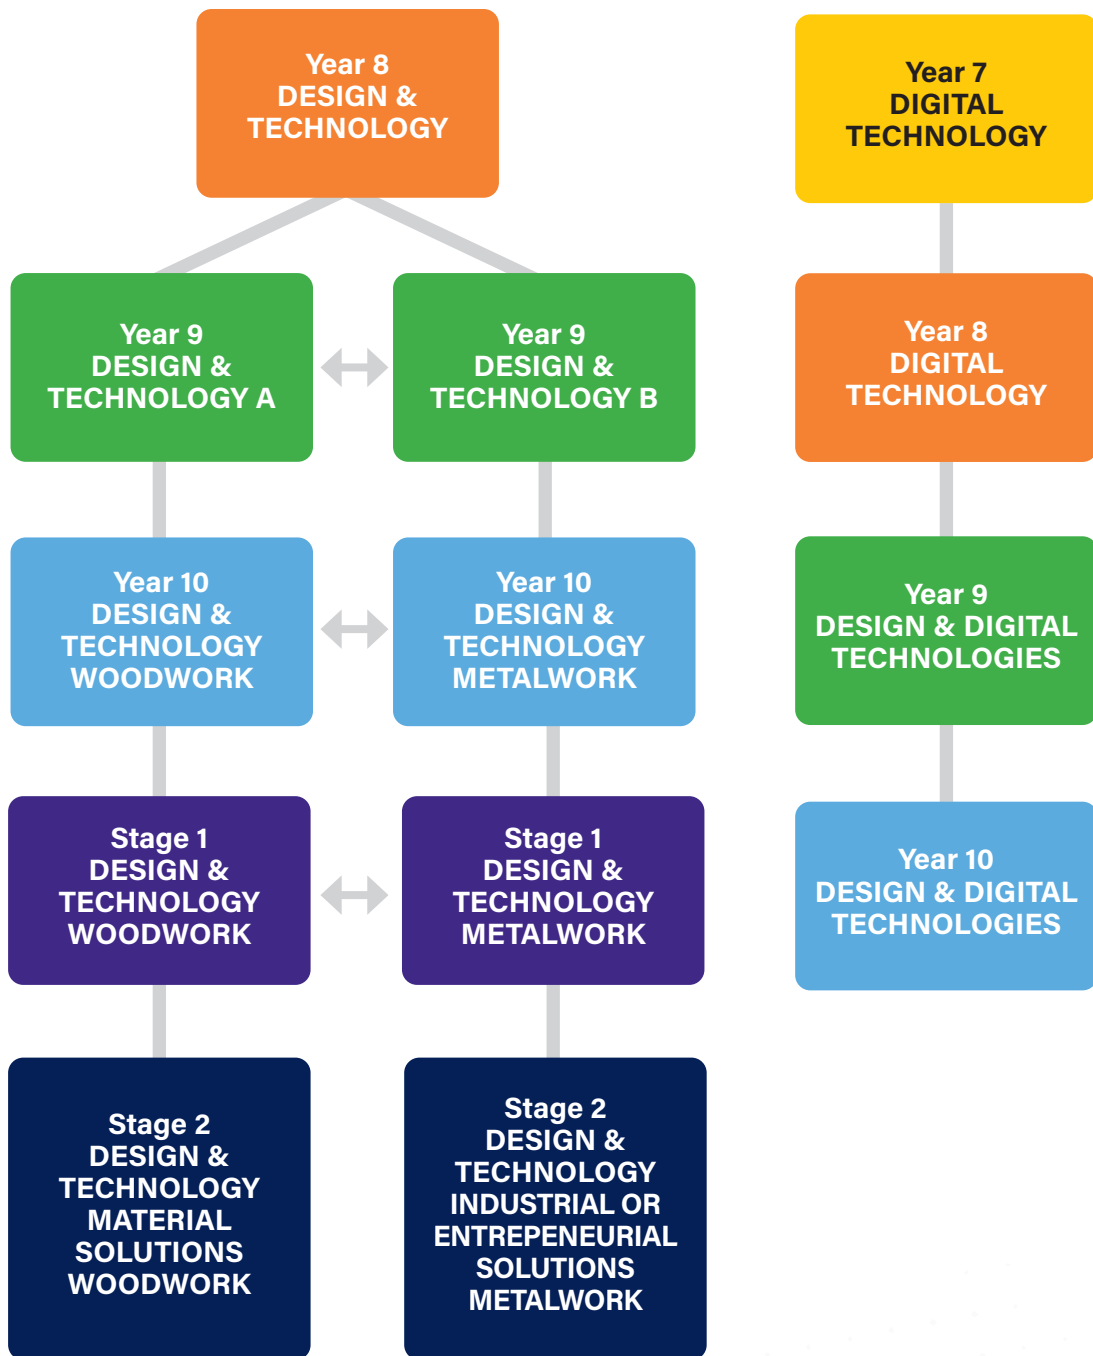 Year 8
DESIGN &
TECHNOLOGY
Year 7
DIGITAL
TECHNOLOGY
Year 9
DESIGN &
TECHNOLOGY A
Year 9
DESIGN &
TECHNOLOGY B
Year 8
DIGITAL
TECHNOLOGY
Year 10
DESIGN &
TECHNOLOGY
WOODWORK
Year 10
DESIGN &
TECHNOLOGY
METALWORK
Year 9
DESIGN & DIGITAL
TECHNOLOGIES
Stage 1
DESIGN &
TECHNOLOGY
WOODWORK
Stage 1
DESIGN &
TECHNOLOGY
METALWORK
Year 10
DESIGN & DIGITAL
TECHNOLOGIES
Stage 2
DESIGN &
TECHNOLOGY
MATERIAL
SOLUTIONS
WOODWORK
Stage 2
DESIGN &
TECHNOLOGY
INDUSTRIAL OR
ENTREPENEURIAL
SOLUTIONS
METALWORK